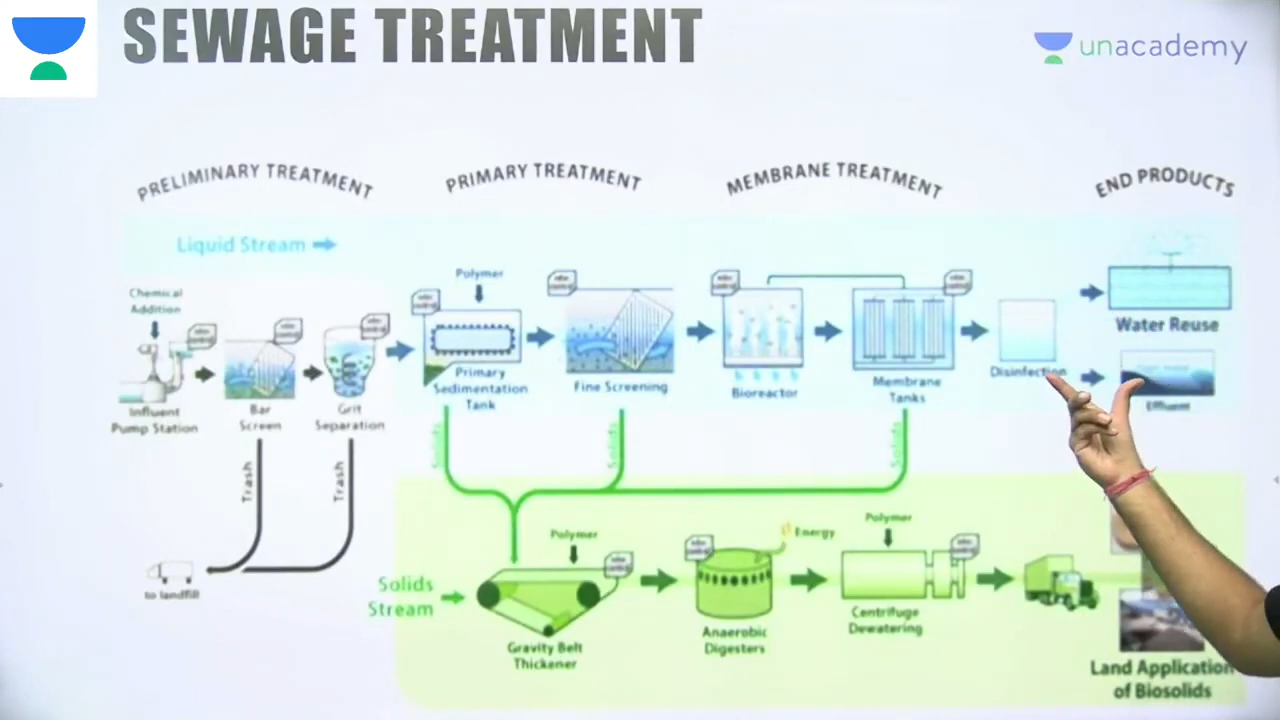 SEWAGE TREATMENT
unacademy
PRELIMINARY TREATMENT
PRIMARY TREATMENT
MEMBRANE TREATMENT
END PRODUCTS
Liquid Stream
Chemical
Addition
Polymer
Influent
Pump Station
Bar
Screen
Grit
Separation
Primary
Sedimentation
Tank
Fine Screening
Bioreactor
Membrane
Tanks
Disinfection
Water Reuse
Effluent
Trash
Trash
Solids
Solids
Solids
to landfill
Solids
Stream
Polymer
Gravity Belt
Thickener
Energy
Anaerobic
Digesters
Polymer
Centrifuge
Dewatering
Land Application
of Biosolids